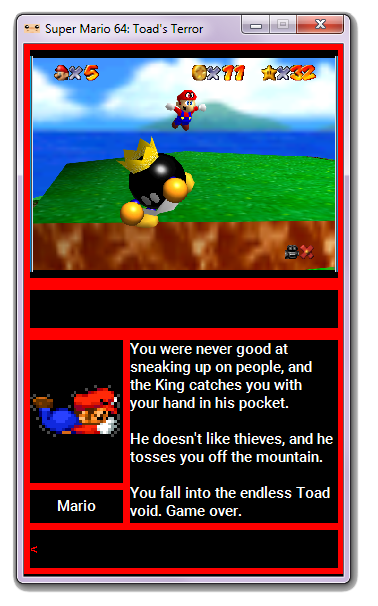 Super Mario 64: Toad's Terror
×5 ×11 ×32
You were never good at
sneaking up on people, and
the King catches you with
your hand in his pocket.
He doesn't like thieves, and he
tosses you off the mountain.
You fall into the endless Toad
void. Game over.
Mario
<